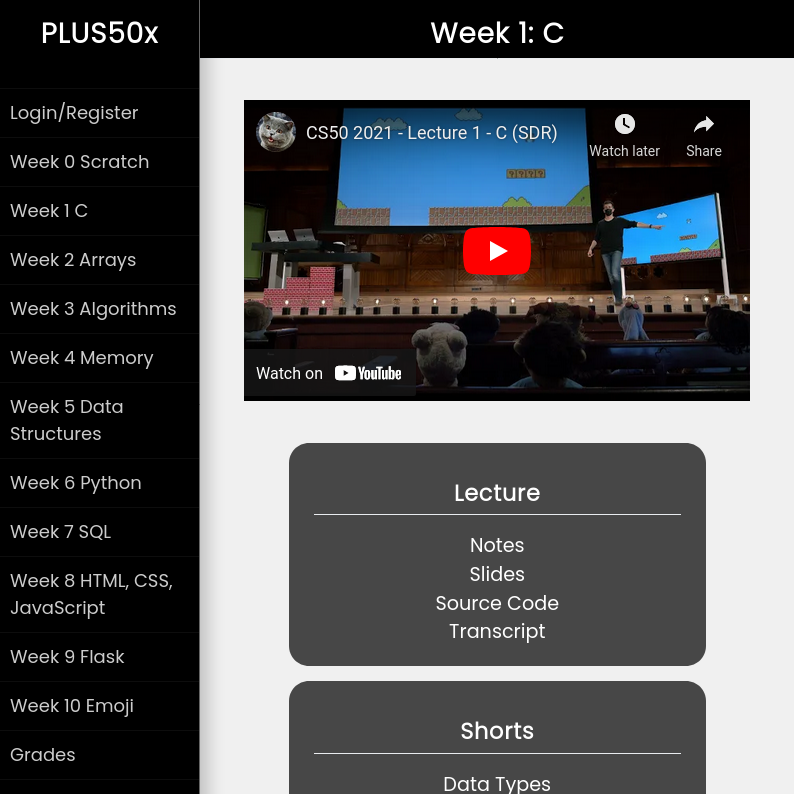 PLUS50x
Login/Register
Week 0 Scratch
Week 1 C
Week 2 Arrays
Week 3 Algorithms
Week 4 Memory
Week 5 Data
Structures
Week 6 Python
Week 7 SQL
Week 8 HTML, CSS,
JavaScript
Week 9 Flask
Week 10 Emoji
Grades
Week 1: C
CS50 2021 - Lecture 1 - C (SDR)
Watch later
Share
? ? ? ?
Watch on YouTube
Lecture
Notes
Slides
Source Code
Transcript
Shorts
Data Types